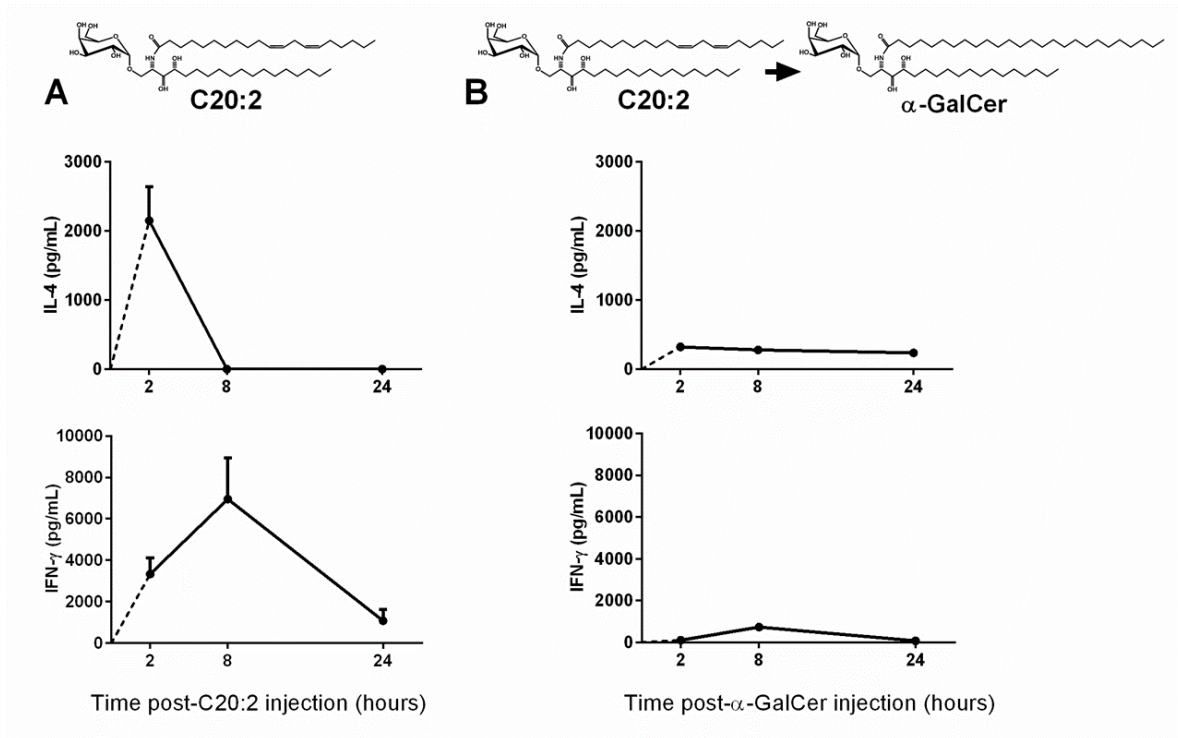 A
C20:2
IL-4 (pg/mL)
3000
2000
1000
0
2 8 24
IFN-γ (pg/mL)
10000
8000
6000
4000
2000
0
2 8 24
Time post-C20:2 injection (hours)
B
C20:2
α-GalCer
IL-4 (pg/mL)
3000
2000
1000
0
2 8 24
IFN-γ (pg/mL)
10000
8000
6000
4000
2000
0
2 8 24
Time post-α-GalCer injection (hours)